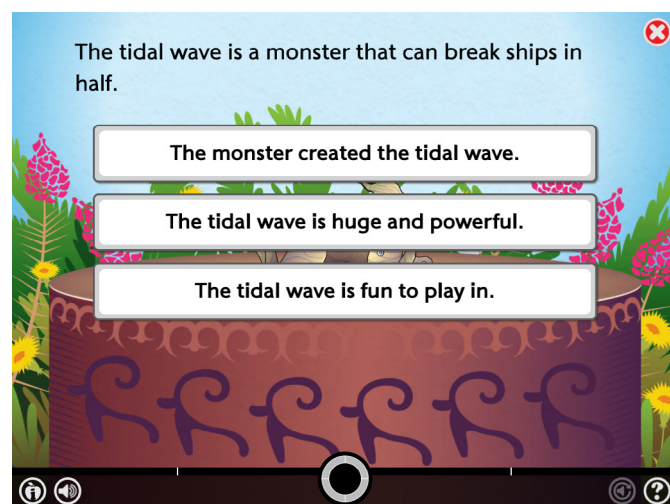 The tidal wave is a monster that can break ships in
half.
The monster created the tidal wave.
The tidal wave is huge and powerful.
The tidal wave is fun to play in.